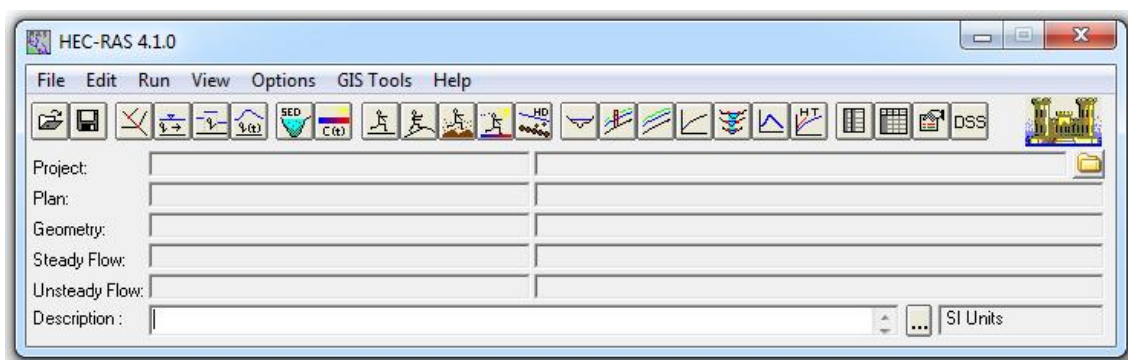 HEC-RAS 4.1.0
File Edit Run View Options GIS Tools Help
SED C(t) HD HT DSS
Project:
Plan:
Geometry:
Steady Flow:
Unsteady Flow:
Description : ... SI Units